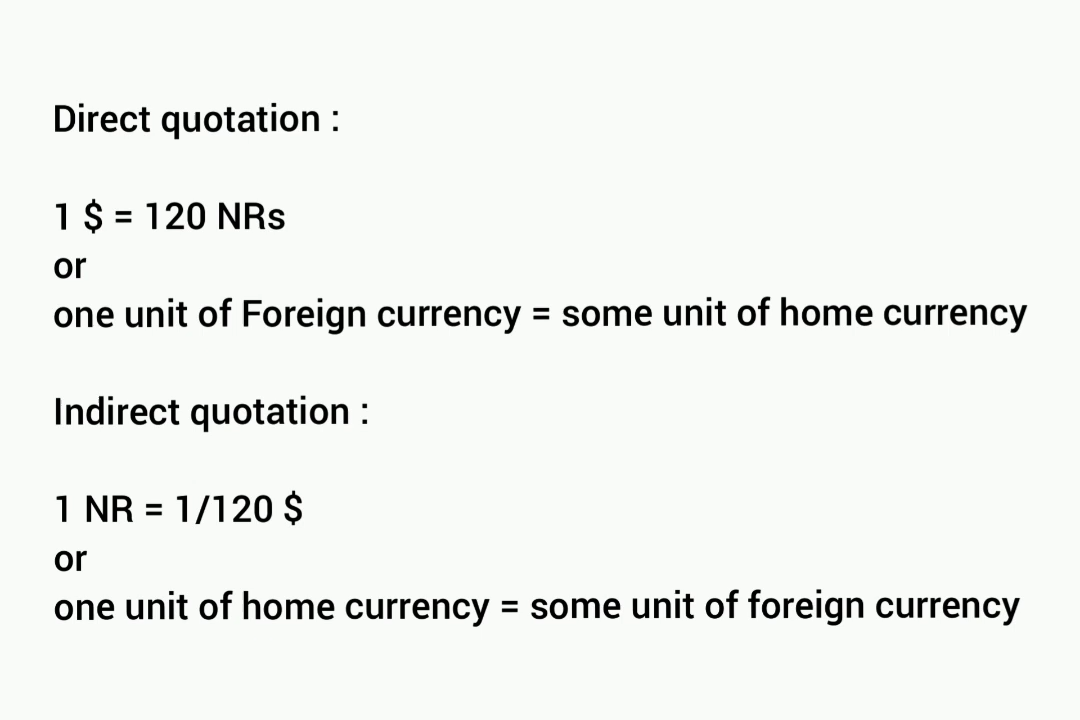 Direct quotation :
1 $ = 120 NRs
or
one unit of Foreign currency = some unit of home currency
Indirect quotation :
1 NR = 1/120 $
or
one unit of home currency = some unit of foreign currency